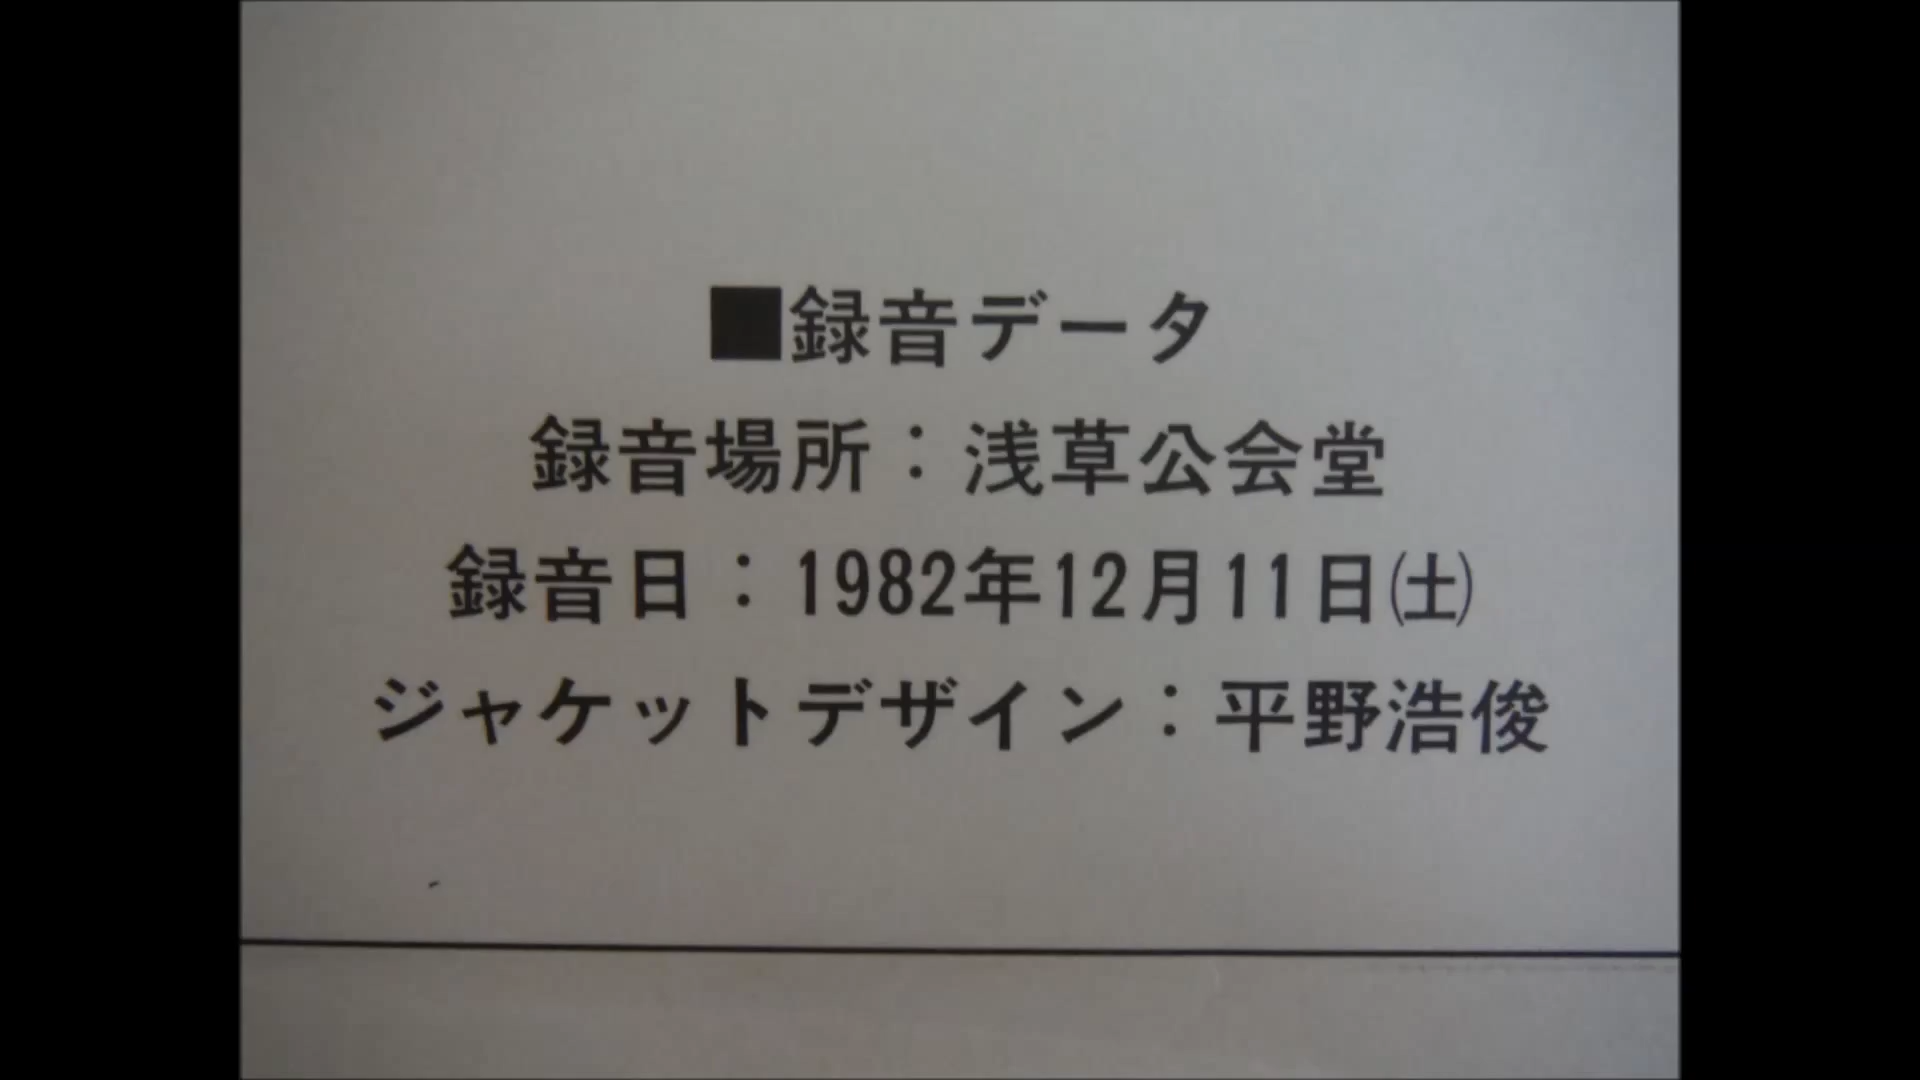 ■録音データ
録音場所：浅草公会堂
録音日：1982年12月11日㈯
ジャケットデザイン：平野浩俊